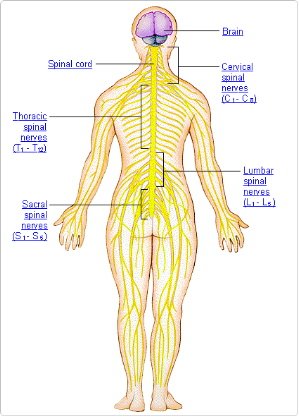 Brain
Spinal cord
Cervical
spinal
nerves
(C₁ - C₈)
Thoracic
spinal
nerves
(T₁ - T₁₂)
Lumbar
spinal
nerves
(L₁ - L₅)
Sacral
spinal
nerves
(S₁ - S₅)